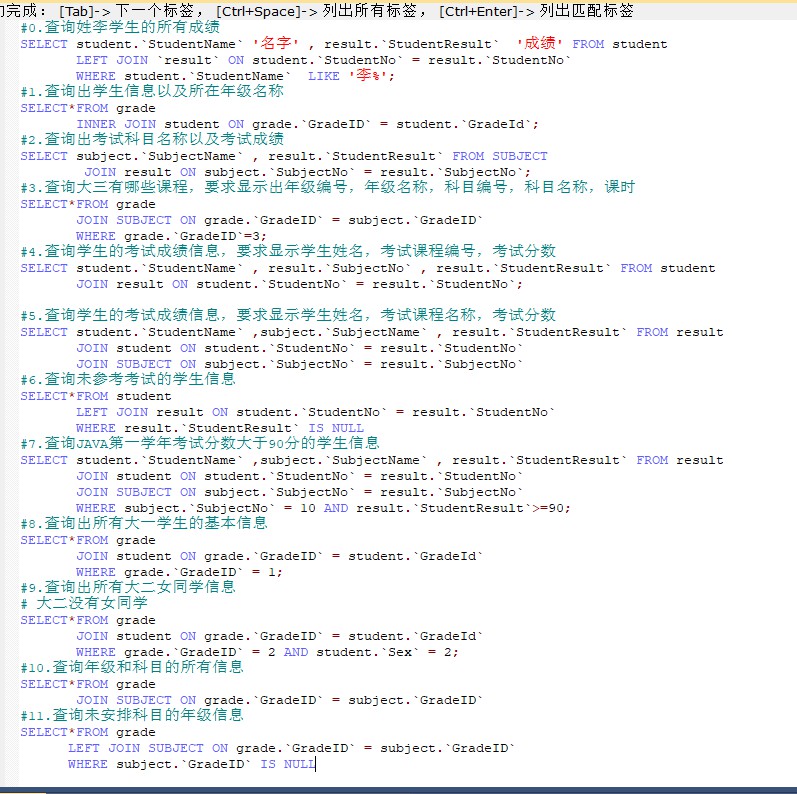 完成: [Tab]-> 下一个标签, [Ctrl+Space]-> 列出所有标签, [Ctrl+Enter]-> 列出匹配标签
#0.查询姓李学生的所有成绩
SELECT student.`StudentName` '名字' , result.`StudentResult`  '成绩' FROM student
LEFT JOIN `result` ON student.`StudentNo` = result.`StudentNo`
WHERE student.`StudentName`  LIKE '李%';
#1.查询出学生信息以及所在年级名称
SELECT*FROM grade
INNER JOIN student ON grade.`GradeID` = student.`GradeId`;
#2.查询出考试科目名称以及考试成绩
SELECT subject.`SubjectName` , result.`StudentResult` FROM SUBJECT
JOIN result ON subject.`SubjectNo` = result.`SubjectNo`;
#3.查询大三有哪些课程，要求显示出年级编号，年级名称，科目编号，科目名称，课时
SELECT*FROM grade
JOIN SUBJECT ON grade.`GradeID` = subject.`GradeID`
WHERE grade.`GradeID`=3;
#4.查询学生的考试成绩信息，要求显示学生姓名，考试课程编号，考试分数
SELECT student.`StudentName` , result.`SubjectNo` , result.`StudentResult` FROM student
JOIN result ON student.`StudentNo` = result.`StudentNo`;
#5.查询学生的考试成绩信息，要求显示学生姓名，考试课程名称，考试分数
SELECT student.`StudentName` ,subject.`SubjectName` , result.`StudentResult` FROM result
JOIN student ON student.`StudentNo` = result.`StudentNo`
JOIN SUBJECT ON subject.`SubjectNo` = result.`SubjectNo`
#6.查询未参考考试的学生信息
SELECT*FROM student
LEFT JOIN result ON student.`StudentNo` = result.`StudentNo`
WHERE result.`StudentResult` IS NULL
#7.查询JAVA第一学年考试分数大于90分的学生信息
SELECT student.`StudentName` ,subject.`SubjectName` , result.`StudentResult` FROM result
JOIN student ON student.`StudentNo` = result.`StudentNo`
JOIN SUBJECT ON subject.`SubjectNo` = result.`SubjectNo`
WHERE subject.`SubjectNo` = 10 AND result.`StudentResult`>=90;
#8.查询出所有大一学生的基本信息
SELECT*FROM grade
JOIN student ON grade.`GradeID` = student.`GradeId`
WHERE grade.`GradeID` = 1;
#9.查询出所有大二女同学信息
# 大二没有女同学
SELECT*FROM grade
JOIN student ON grade.`GradeID` = student.`GradeId`
WHERE grade.`GradeID` = 2 AND student.`Sex` = 2;
#10.查询年级和科目的所有信息
SELECT*FROM grade
JOIN SUBJECT ON grade.`GradeID` = subject.`GradeID`
#11.查询未安排科目的年级信息
SELECT*FROM grade
LEFT JOIN SUBJECT ON grade.`GradeID` = subject.`GradeID`
WHERE subject.`GradeID` IS NULL